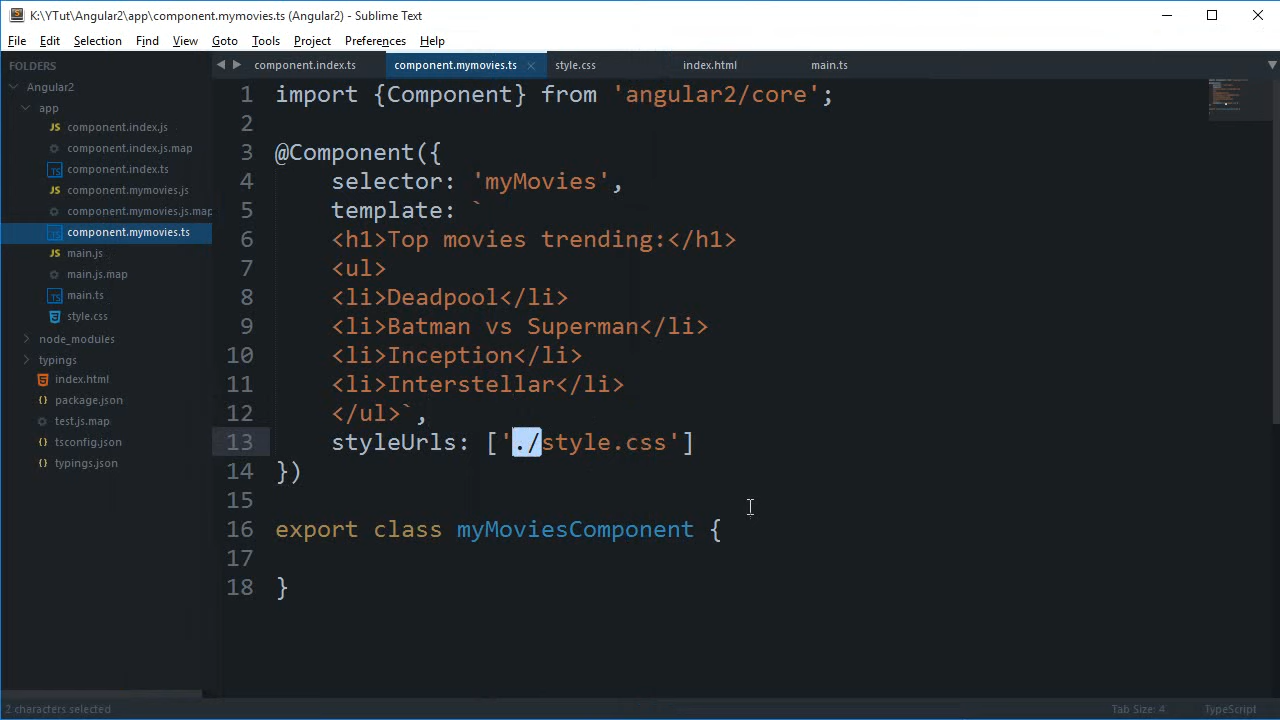 K:\YTut\Angular2\app\component.mymovies.ts (Angular2) - Sublime Text
File Edit Selection Find View Goto Tools Project Preferences Help
FOLDERS
Angular2
app
component.index.js
component.index.js.map
component.index.ts
component.mymovies.js
component.mymovies.js.map
component.mymovies.ts
main.js
main.js.map
main.ts
style.css
node_modules
typings
index.html
package.json
test.js.map
tsconfig.json
typings.json
component.index.ts component.mymovies.ts style.css index.html main.ts
1 import {Component} from 'angular2/core';
2
3 @Component({
4 selector: 'myMovies',
5 template: `
6 <h1>Top movies trending:</h1>
7 <ul>
8 <li>Deadpool</li>
9 <li>Batman vs Superman</li>
10 <li>Inception</li>
11 <li>Interstellar</li>
12 </ul>`,
13 styleUrls: ['./style.css']
14 })
15
16 export class myMoviesComponent {
17
18 }
2 characters selected Tab Size: 4 TypeScript